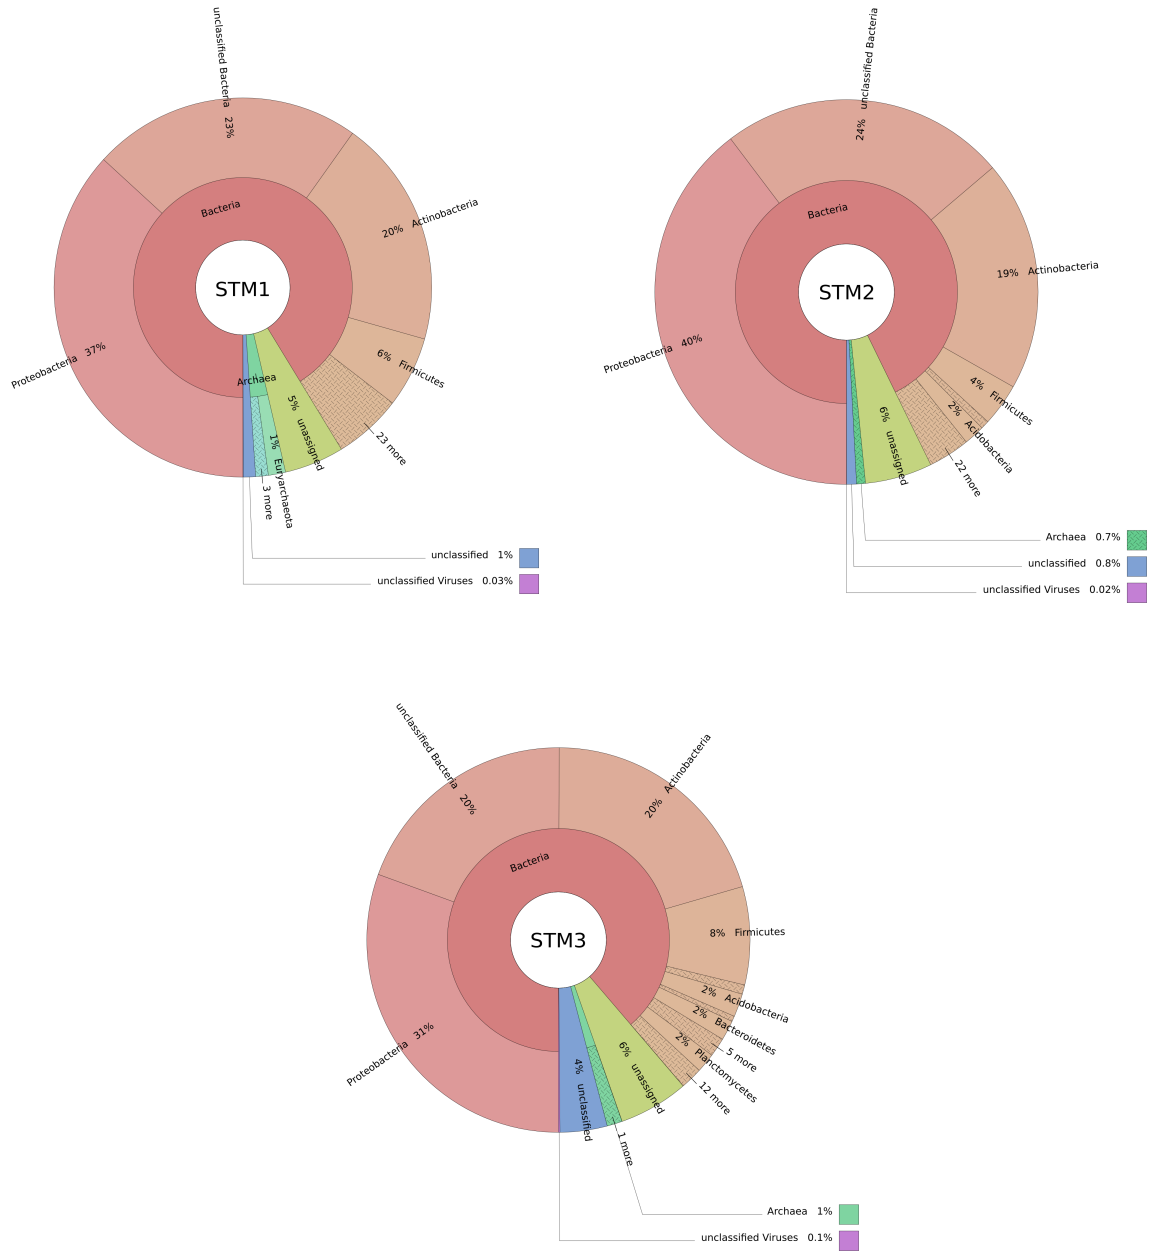 unclassified Bacteria 23%
Bacteria
20% Actinobacteria
STM1
Proteobacteria 37%
6% Firmicutes
Archaea
5% unassigned
23 more
1% Euryarchaeota
3 more
unclassified 1%
unclassified Viruses 0.03%
24% unclassified Bacteria
Bacteria
19% Actinobacteria
STM2
Proteobacteria 40%
4% Firmicutes
2% Acidobacteria
6% unassigned
22 more
Archaea 0.7%
unclassified 0.8%
unclassified Viruses 0.02%
unclassified Bacteria 20%
20% Actinobacteria
Bacteria
STM3
8% Firmicutes
2% Acidobacteria
2% Bacteroidetes
5 more
Proteobacteria 31%
2% Planctomycetes
12 more
6% unassigned
4% unclassified
1 more
Archaea 1%
unclassified Viruses 0.1%